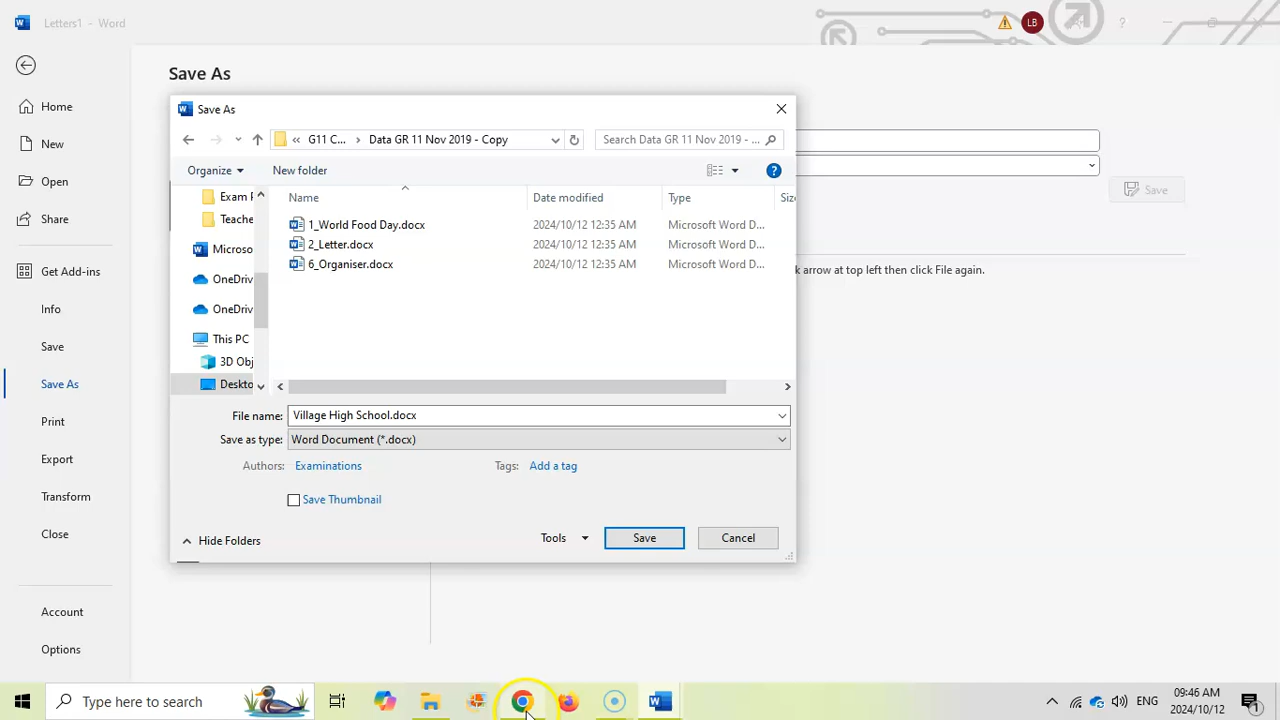 Letters1 - Word
LB
?
Save As
Home
New
Open
Share
Get Add-ins
Info
Save
Save As
Print
Export
Transform
Close
Account
Options
Save
k arrow at top left then click File again.
Save As
« G11 C... › Data GR 11 Nov 2019 - Copy
Search Data GR 11 Nov 2019 - ...
Organize
New folder
?
Exam
Teache
Microso
OneDriv
OneDriv
This PC
3D Obj
Deskto
Name Date modified Type Siz
1_World Food Day.docx 2024/10/12 12:35 AM Microsoft Word D...
2_Letter.docx 2024/10/12 12:35 AM Microsoft Word D...
6_Organiser.docx 2024/10/12 12:35 AM Microsoft Word D...
File name: Village High School.docx
Save as type: Word Document (*.docx)
Authors: Examinations Tags: Add a tag
Save Thumbnail
Hide Folders
Tools
Save
Cancel
Type here to search
ENG
09:46 AM
2024/10/12
1